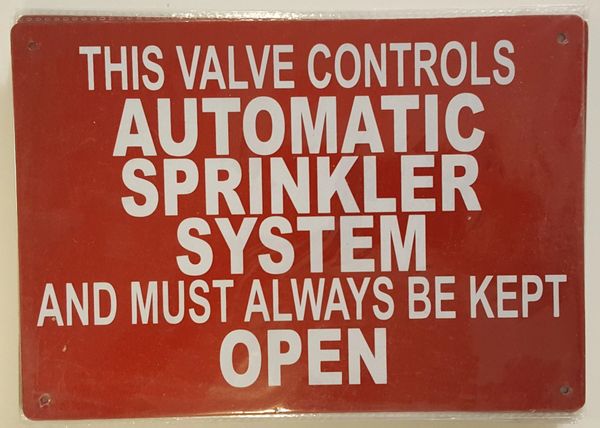 THIS VALVE CONTROLS
AUTOMATIC
SPRINKLER
SYSTEM
AND MUST ALWAYS BE KEPT
OPEN